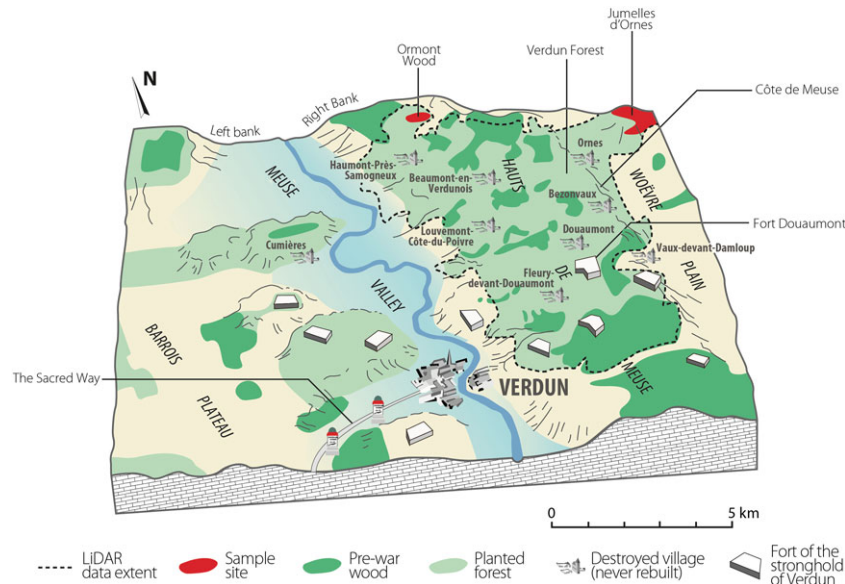 Jumelles
d'Ornes
Ormont
Wood
Verdun Forest
Côte de Meuse
N
Left bank
Right Bank
MEUSE
VALLEY
Haumont-Près-
Samogneux
Beaumont-en-
Verdunois
HAUTS
DE
MEUSE
Ornes
Bezonvaux
WOËVRE
PLAIN
Louvemont-
Côte-du-Poivre
Douaumont
Fort Douaumont
Cumières
Vaux-devant-Damloup
Fleury-
devant-Douaumont
BARROIS
PLATEAU
The Sacred Way
VERDUN
0
5 km
LiDAR
data extent
Sample
site
Pre-war
wood
Planted
forest
Destroyed village
(never rebuilt)
Fort of the
stronghold
of Verdun